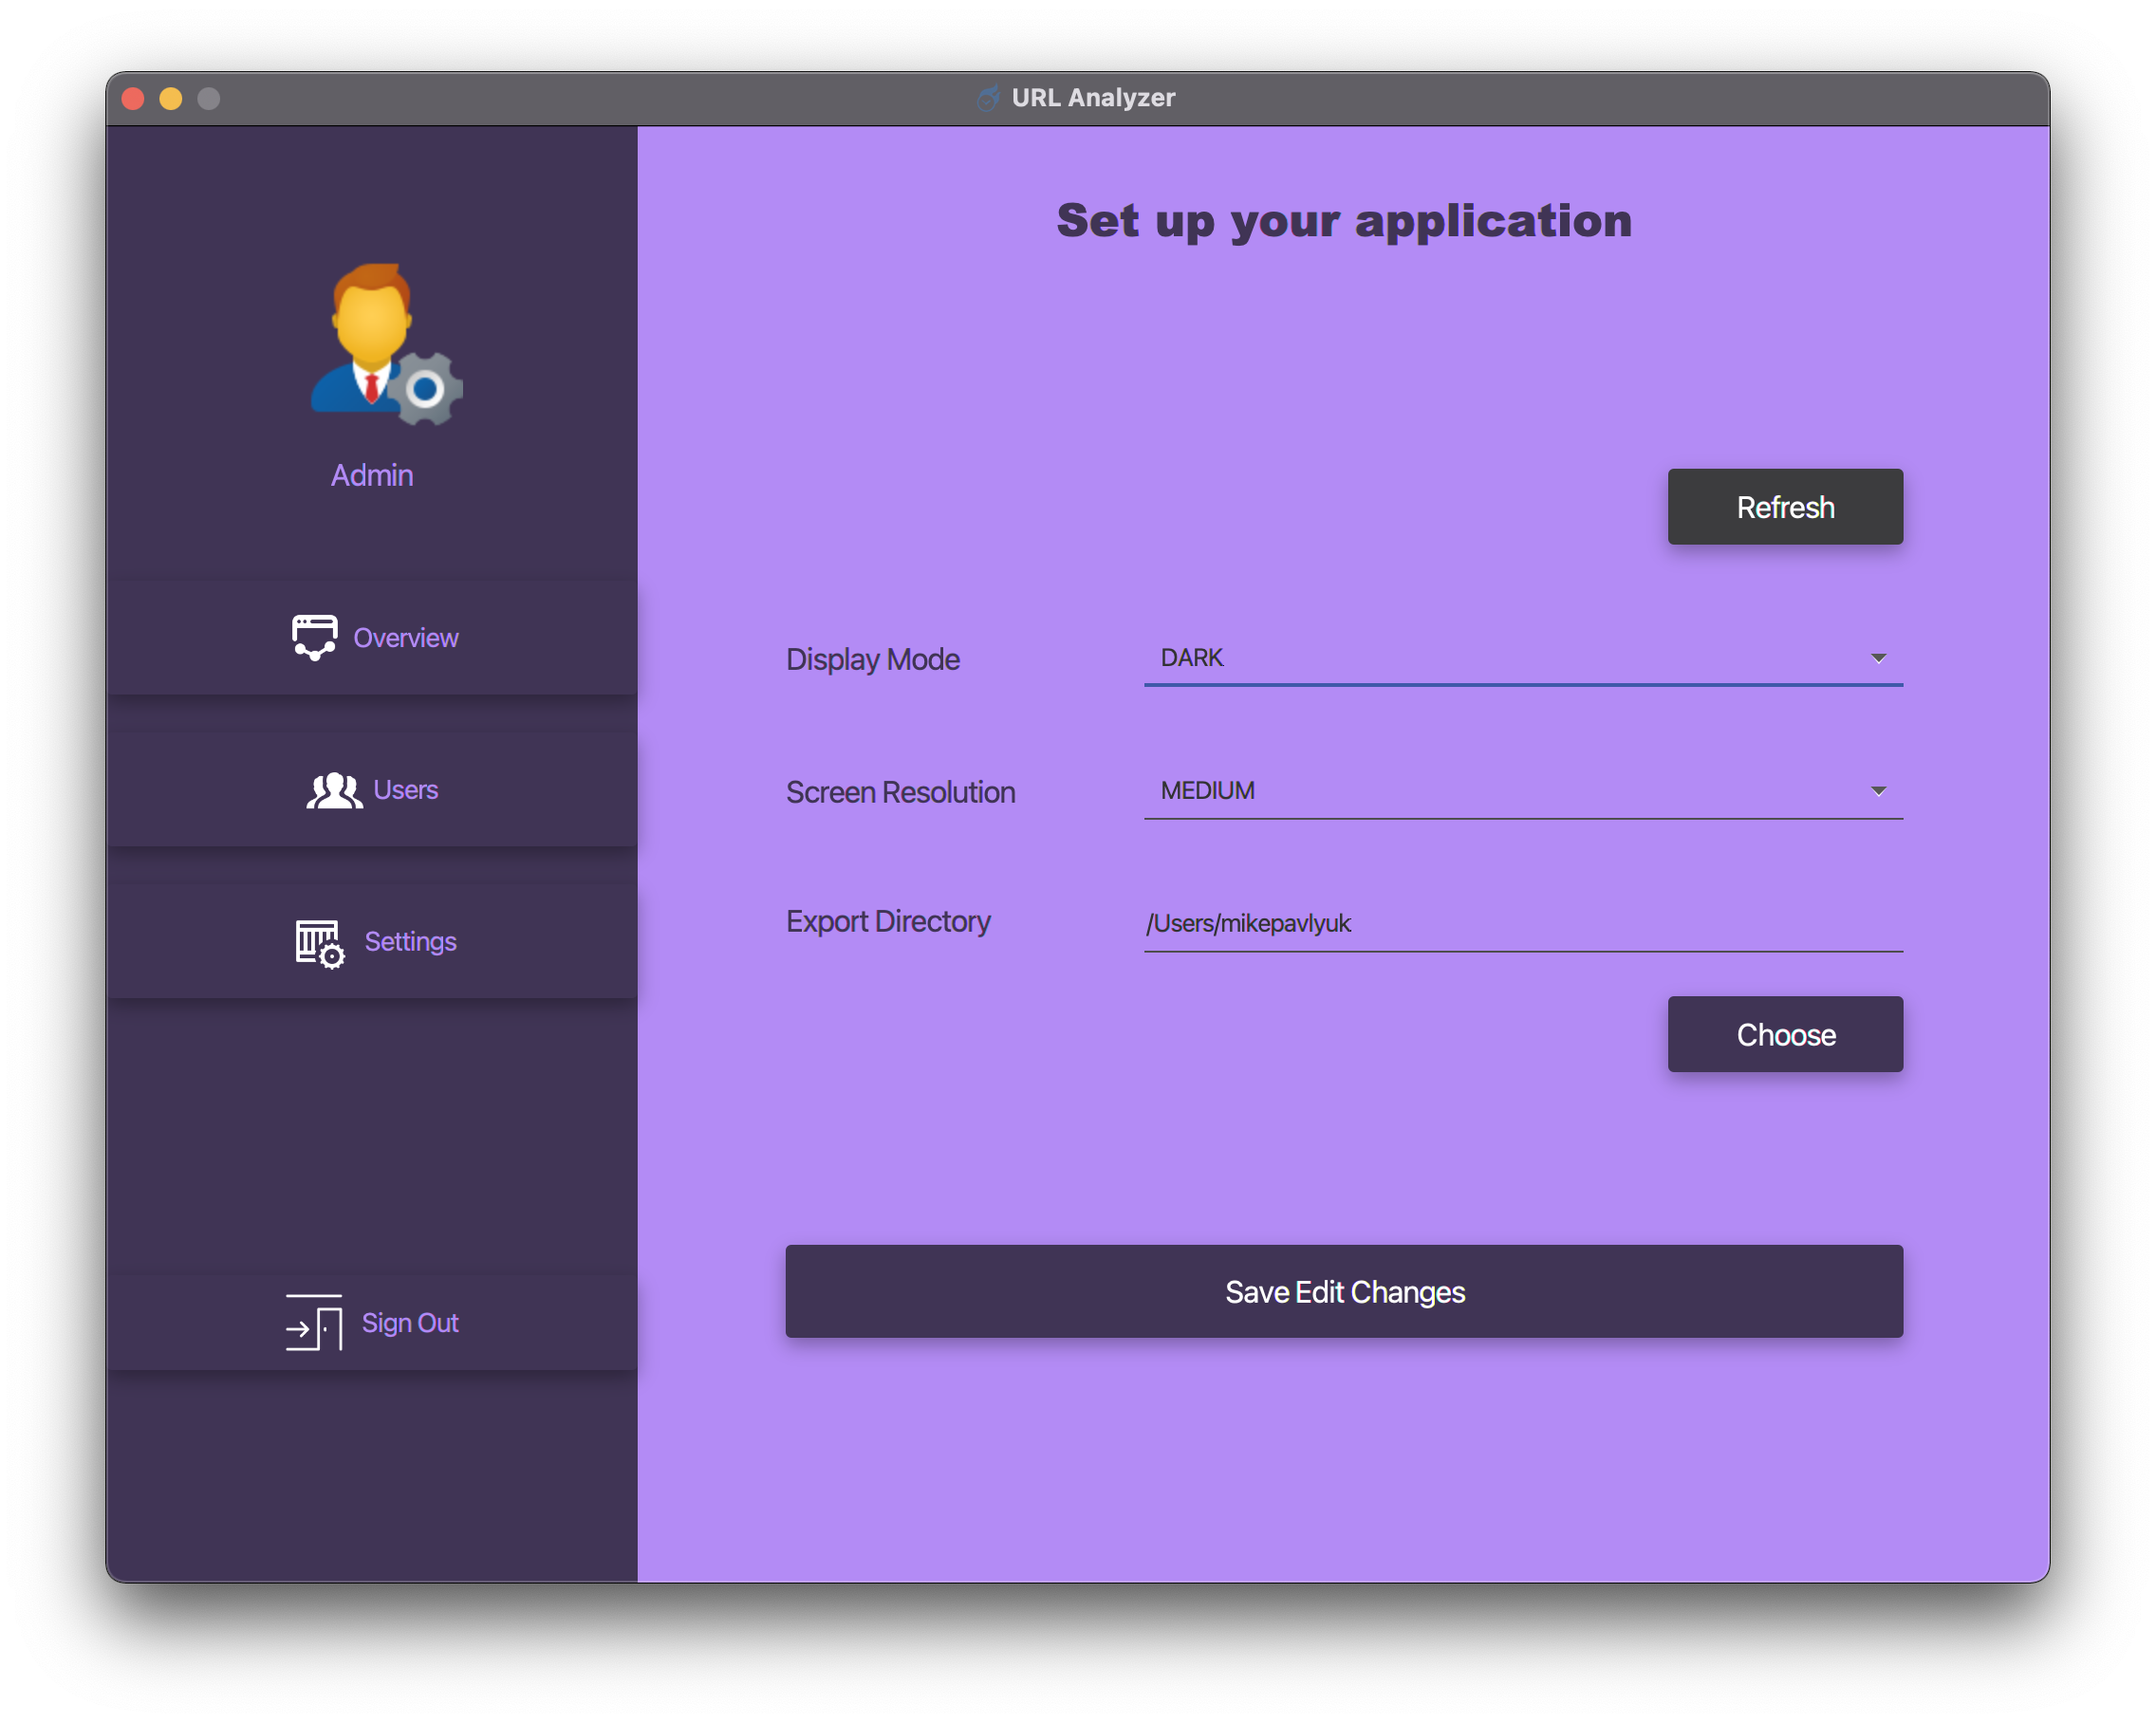 URL Analyzer
Admin
Overview
Users
Settings
Sign Out
Set up your application
Refresh
Display Mode
DARK
Screen Resolution
MEDIUM
Export Directory
/Users/mikepavlyuk
Choose
Save Edit Changes